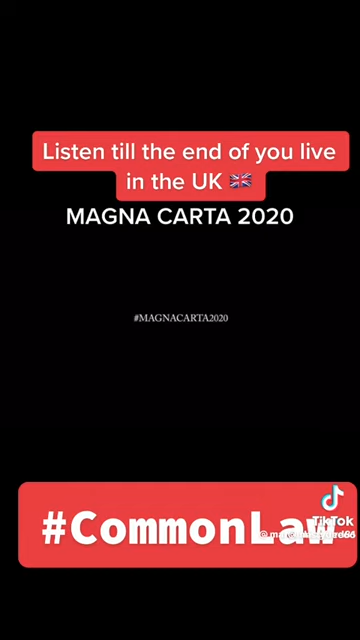 Listen till the end of you live
in the UK 🇬🇧
MAGNA CARTA 2020
#MAGNACARTA2020
TikTok
#CommonLaw